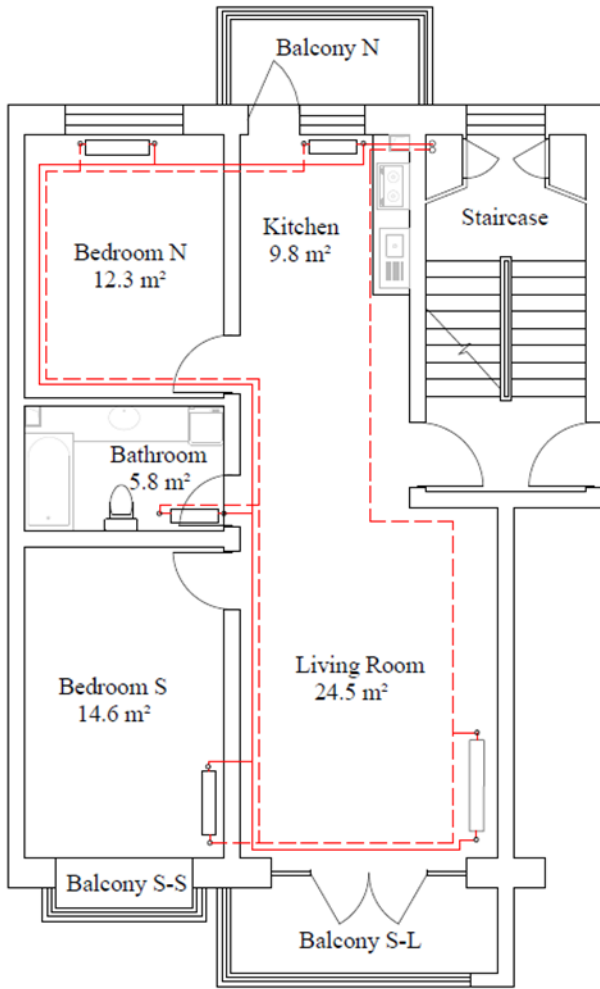 Balcony N
Staircase
Kitchen
9.8 m²
Bedroom N
12.3 m²
Bathroom
5.8 m²
Living Room
24.5 m²
Bedroom S
14.6 m²
Balcony S-S
Balcony S-L